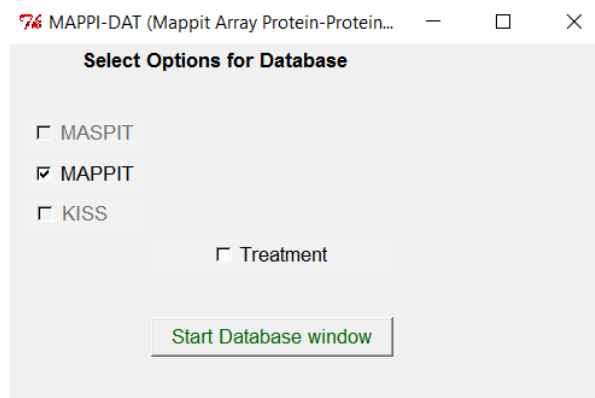 MAPPI-DAT (Mappit Array Protein-Protein...
Select Options for Database
MASPIT
MAPPIT
KISS
Treatment
Start Database window